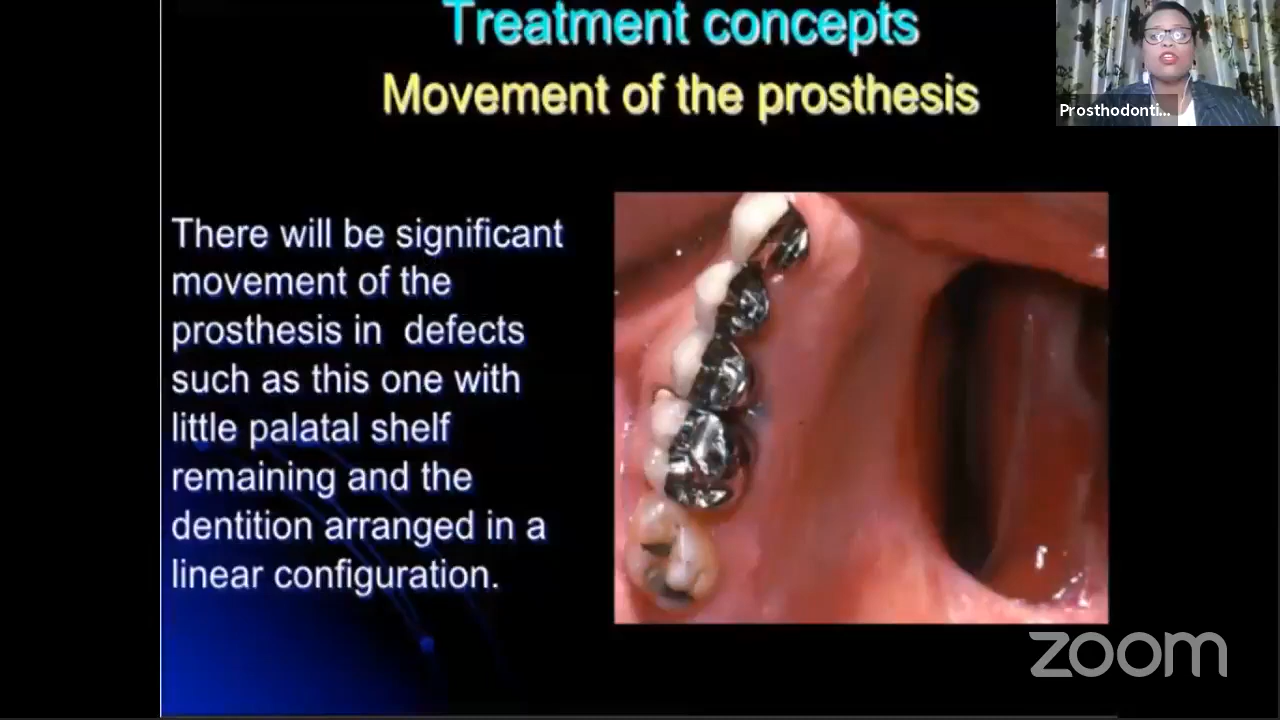 Treatment concepts
Movement of the prosthesis
Prosthodonti...
There will be significant
movement of the
prosthesis in defects
such as this one with
little palatal shelf
remaining and the
dentition arranged in a
linear configuration.
zoom